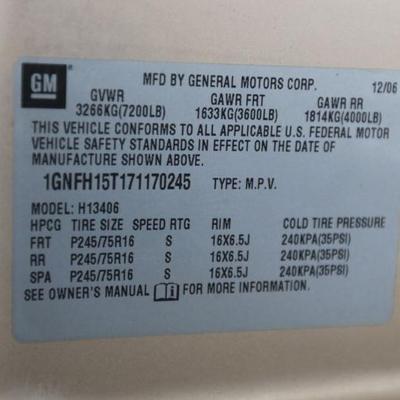 GM
MFD BY GENERAL MOTORS CORP. 12/06
GVWR GAWR FRT GAWR RR
3266KG(7200LB) 1633KG(3600LB) 1814KG(4000LB)
THIS VEHICLE CONFORMS TO ALL APPLICABLE U.S. FEDERAL MOTOR
VEHICLE SAFETY STANDARDS IN EFFECT ON THE DATE OF
MANUFACTURE SHOWN ABOVE.
1GNFH15T171170245 TYPE: M.P.V.
MODEL: H13406
HPCG TIRE SIZE SPEED RTG RIM COLD TIRE PRESSURE
FRT P245/75R16 S 16X6.5J 240KPA(35PSI)
RR P245/75R16 S 16X6.5J 240KPA(35PSI)
SPA P245/75R16 S 16X6.5J 240KPA(35PSI)
SEE OWNER'S MANUAL FOR MORE INFORMATION.